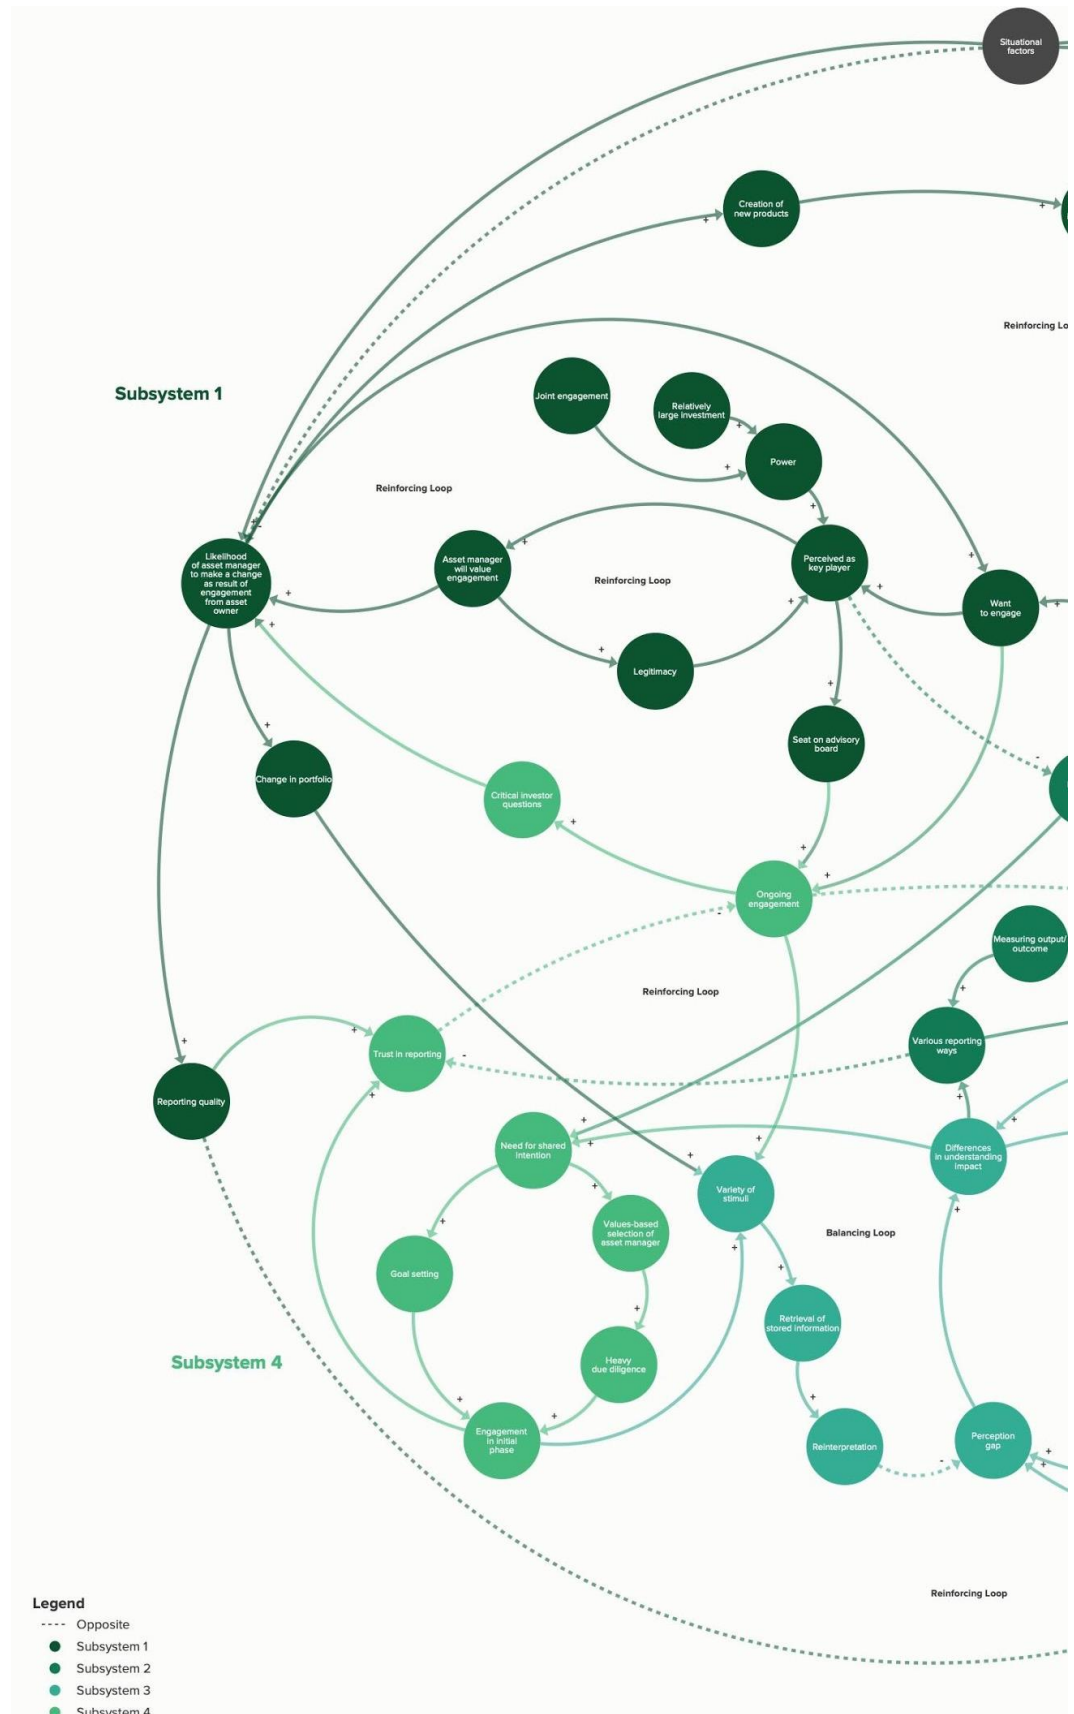 Situational
factors
Creation of
new products
+
+
Reinforcing Lo
Subsystem 1
Joint engagement
Relatively
large Investment
+
Power
+
Reinforcing Loop
+
-
Likelihood
of asset manager
to make a change
as result of
engagement
from asset
owner
Asset manager
will value
engagement
+
+
Perceived as
key player
Reinforcing Loop
+
Want
to engage
+
+
+
+
+
+
Legitimacy
+
Seat on advisory
board
-
+
Change in portfolio
Critical investor
questions
+
+
+
Ongoing
engagement
-
Measuring output/
outcome
+
Reinforcing Loop
+
Trust in reporting
+
-
Various reporting
ways
+
Reporting quality
+
+
Need for shared
intention
+
+
Differences
in understanding
impact
+
+
+
Variety of
stimuli
+
+
Values-based
selection of
asset manager
+
Balancing Loop
+
+
Goal setting
+
Retrieval of
stored information
Subsystem 4
Heavy
due diligence
+
+
+
Engagement
in initial
phase
Reinterpretation
-
Perception
gap
+
+
Reinforcing Loop
Legend
---- Opposite
Subsystem 1
Subsystem 2
Subsystem 3
Subsystem 4